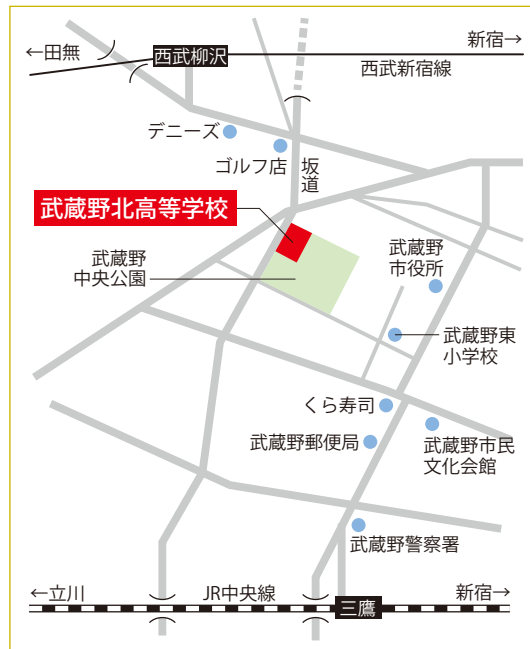 ←田無
新宿→
西武柳沢
西武新宿線
デニーズ
ゴルフ店
坂道
武蔵野北高等学校
武蔵野
中央公園
武蔵野
市役所
武蔵野東
小学校
くら寿司
武蔵野郵便局
武蔵野市民
文化会館
武蔵野警察署
←立川
JR中央線
新宿→
三鷹